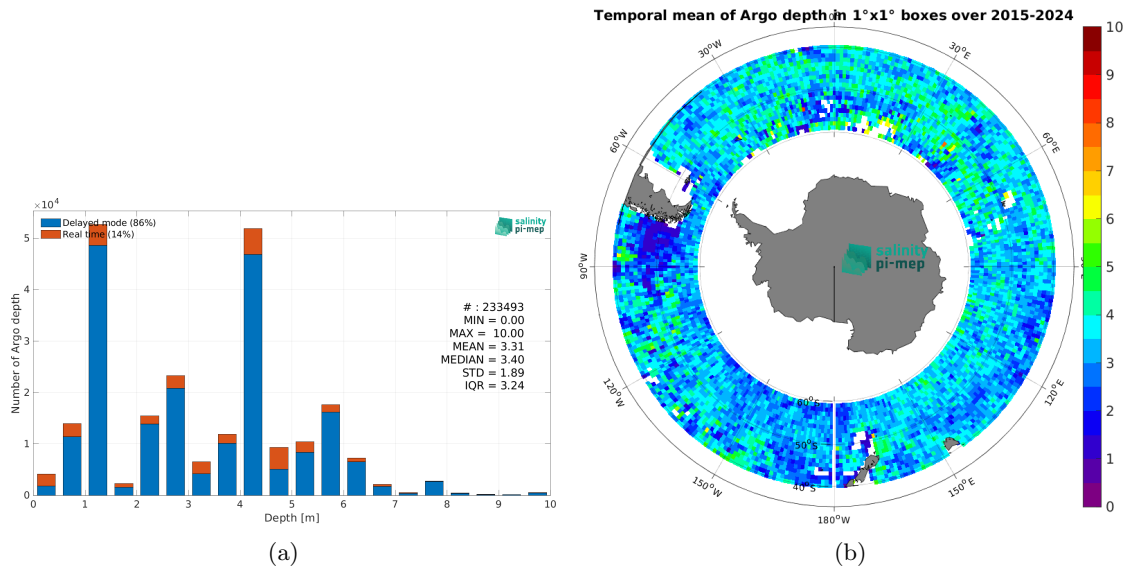 ×10⁴
5
4
3
2
1
0
Number of Argo depth
Delayed mode (86%)
Real time (14%)
salinity
pi-mep
# : 233493
MIN = 0.00
MAX = 10.00
MEAN = 3.31
MEDIAN = 3.40
STD = 1.89
IQR = 3.24
0 1 2 3 4 5 6 7 8 9 10
Depth [m]
(a)
Temporal mean of Argo depth in 1°x1° boxes over 2015-2024
30°W
30°E
60°W
60°E
90°W
120°W
120°E
150°W
150°E
180°W
60°S
50°S
40°S
salinity
pi-mep
10
9
8
7
6
5
4
3
2
1
0
(b)